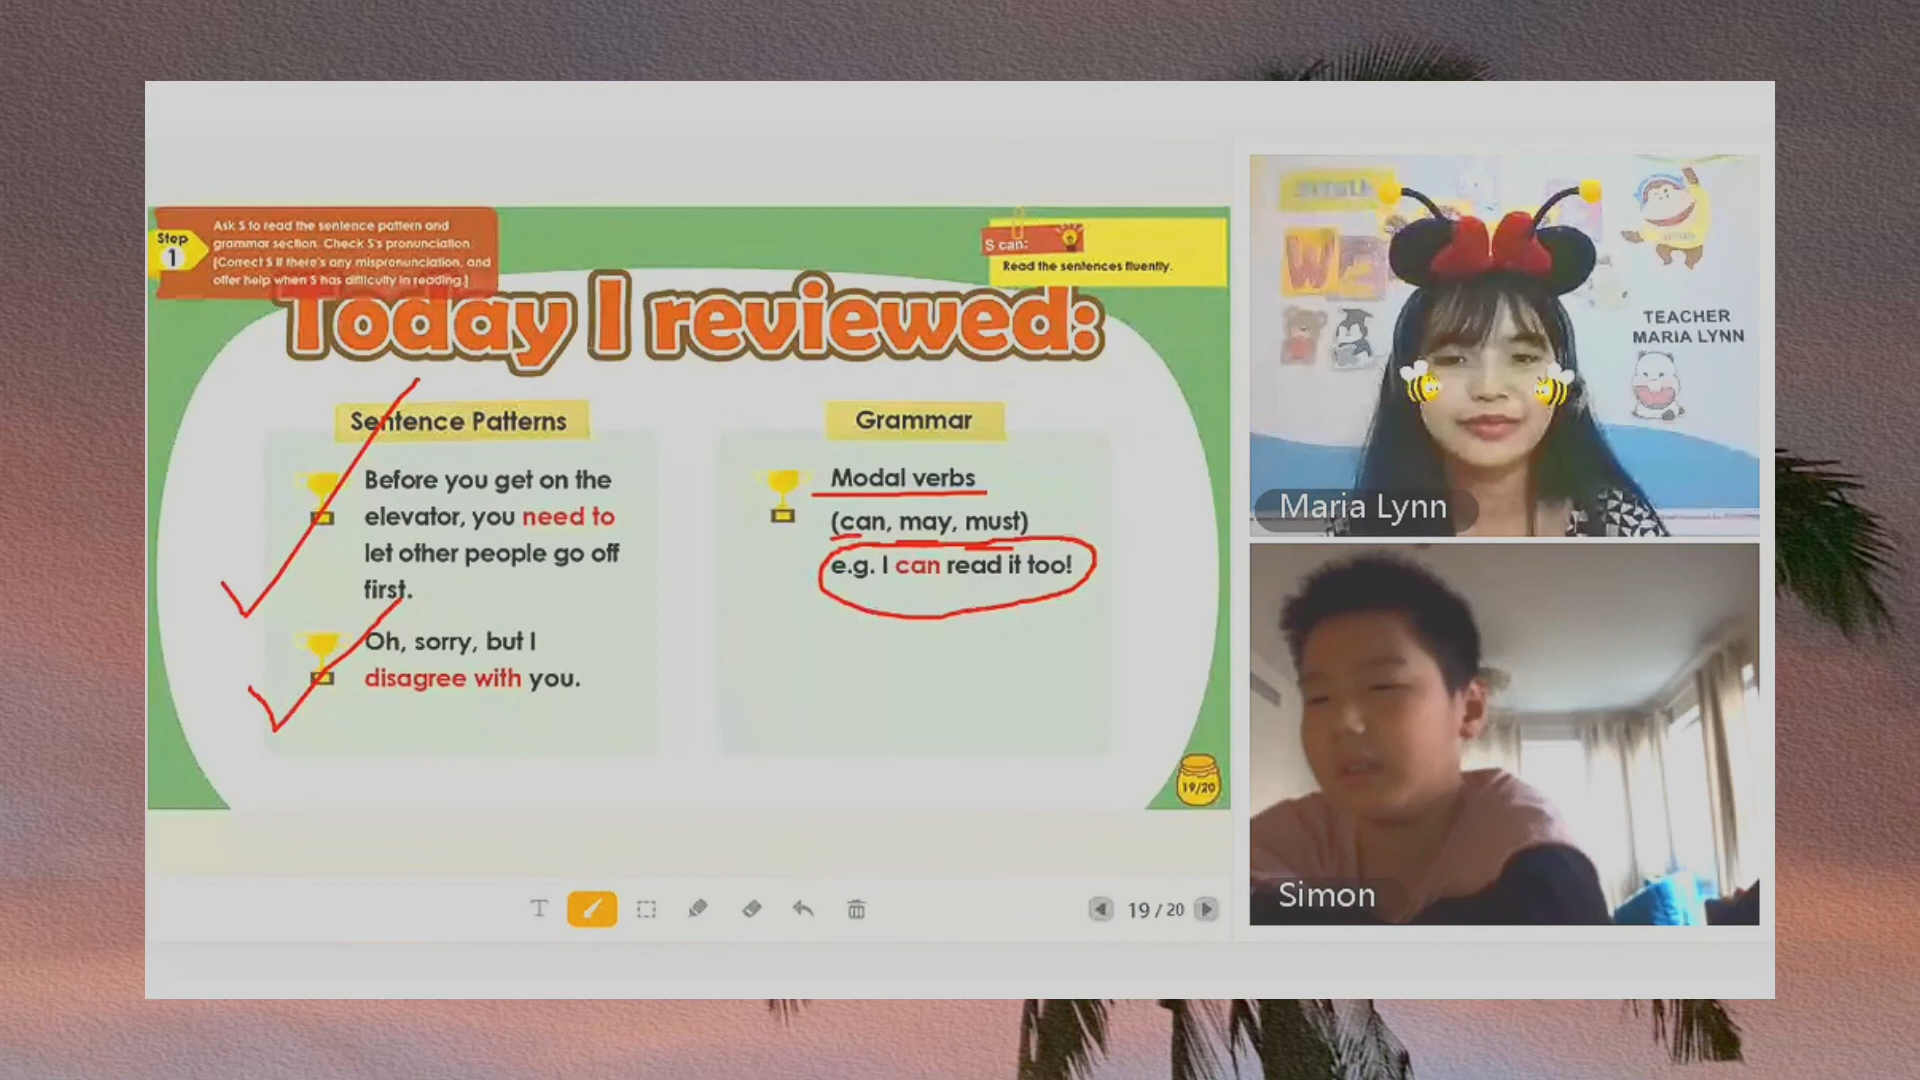 Step
1
Ask S to read the sentence pattern and
grammar section. Check S's pronunciation.
[Correct S if there's any mispronunciation, and
offer help when S has difficulty in reading.]
S can:
Read the sentences fluently.
Today I reviewed:
Sentence Patterns
Before you get on the
elevator, you need to
let other people go off
first.
Oh, sorry, but I
disagree with you.
Grammar
Modal verbs
(can, may, must)
e.g. I can read it too!
19/20
T
19 / 20
TEACHER
MARIA LYNN
Maria Lynn
Simon